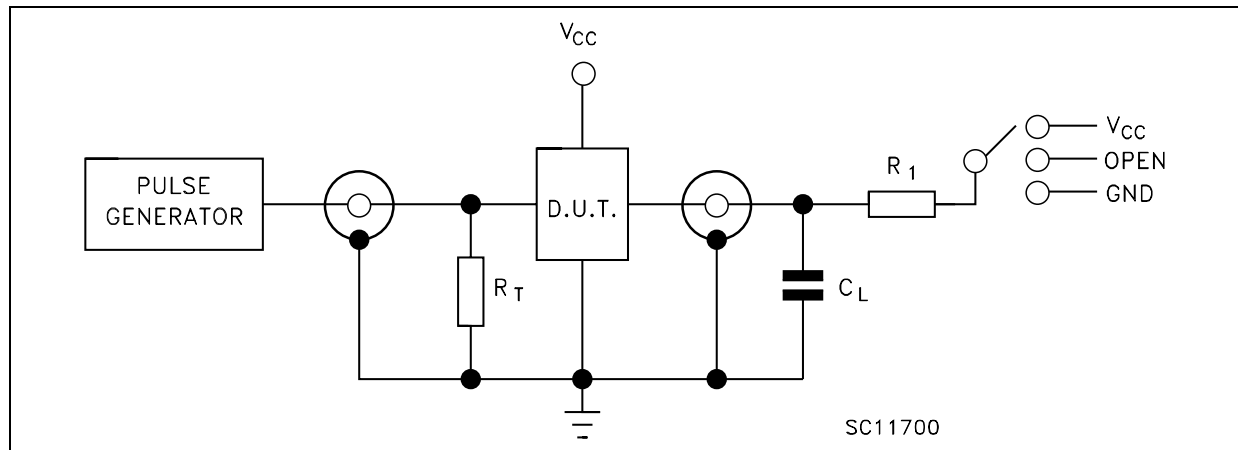 VCC
PULSE
GENERATOR
D.U.T.
RT
CL
R1
VCC
OPEN
GND
SC11700